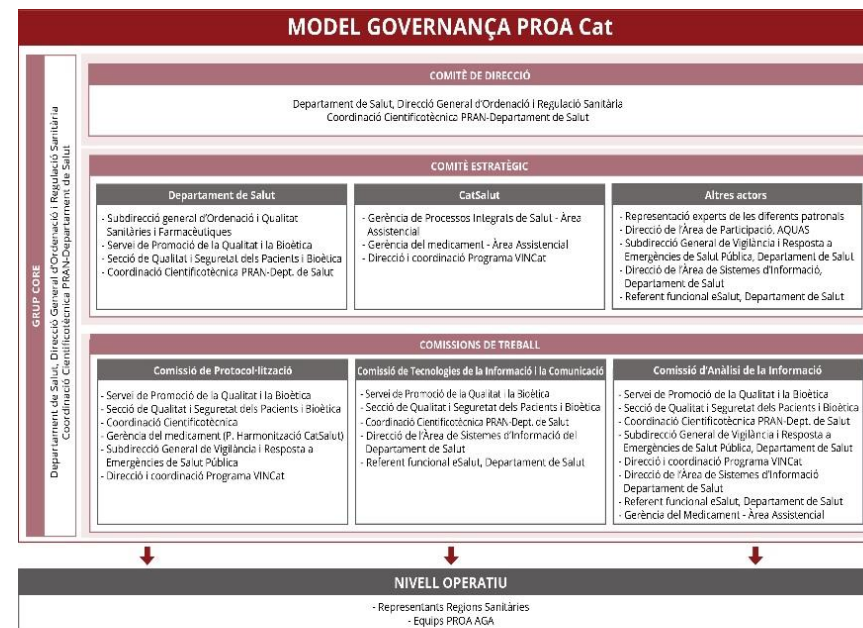 MODEL GOVERNANÇA PROA Cat
GRUP CORE
Departament de Salut, Direcció General d'Ordenació i Regulació Sanitària
Coordinació Cientificotècnica PRAN-Departament de Salut
COMITÈ DE DIRECCIÓ
Departament de Salut, Direcció General d'Ordenació i Regulació Sanitària
Coordinació Cientificotècnica PRAN-Departament de Salut
COMITÈ ESTRATÈGIC
Departament de Salut
- Subdirecció general d'Ordenació i Qualitat
Sanitàries i Farmacèutiques
- Servei de Promoció de la Qualitat i la Bioètica
- Secció de Qualitat i Seguretat dels Pacients i Bioètica
- Coordinació Cientificotècnica PRAN-Dept. de Salut
CatSalut
- Gerència de Processos Integrals de Salut - Àrea
Assistencial
- Gerència del medicament - Àrea Assistencial
- Direcció i coordinació Programa VINCat
Altres actors
- Representació experts de les diferents patronals
- Direcció de l'Àrea de Participació, AQUAS
- Subdirecció General de Vigilància i Resposta a
Emergències de Salut Pública, Departament de Salut
- Direcció de l'Àrea de Sistemes d'Informació,
Departament de Salut
- Referent funcional eSalut, Departament de Salut
COMISSIONS DE TREBALL
Comissió de Protocol·lització
- Servei de Promoció de la Qualitat i la Bioètica
- Secció de Qualitat i Seguretat dels Pacients i Bioètica
- Coordinació Cientificotècnica
- Gerència del medicament (P. Harmonització CatSalut)
- Subdirecció General de Vigilància i Resposta a
Emergències de Salut Pública
- Direcció i coordinació Programa VINCat
Comissió de Tecnologies de la Informació i la Comunicació
- Servei de Promoció de la Qualitat i la Bioètica
- Secció de Qualitat i Seguretat dels Pacients i Bioètica
- Coordinació Cientificotècnica PRAN-Dept. de Salut
- Direcció de l'Àrea de Sistemes d'Informació del
Departament de Salut
- Referent funcional eSalut, Departament de Salut
Comissió d'Anàlisi de la Informació
- Servei de Promoció de la Qualitat i la Bioètica
- Secció de Qualitat i Seguretat dels Pacients i Bioètica
- Coordinació Cientificotècnica PRAN-Dept. de Salut
- Subdirecció General de Vigilància i Resposta a
Emergències de Salut Pública, Departament de Salut
- Direcció i coordinació Programa VINCat
- Direcció de l'Àrea de Sistemes d'Informació
Departament de Salut
- Referent funcional eSalut, Departament de Salut
- Gerència del Medicament - Àrea Assistencial
NIVELL OPERATIU
- Representants Regions Sanitàries
- Equips PROA AGA